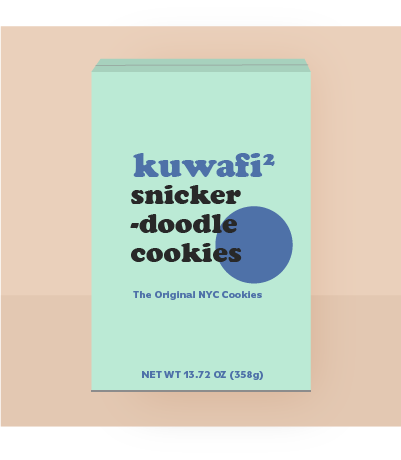 kuwafi²
snicker
-doodle
cookies
The Original NYC Cookies
NET WT 13.72 OZ (358g)